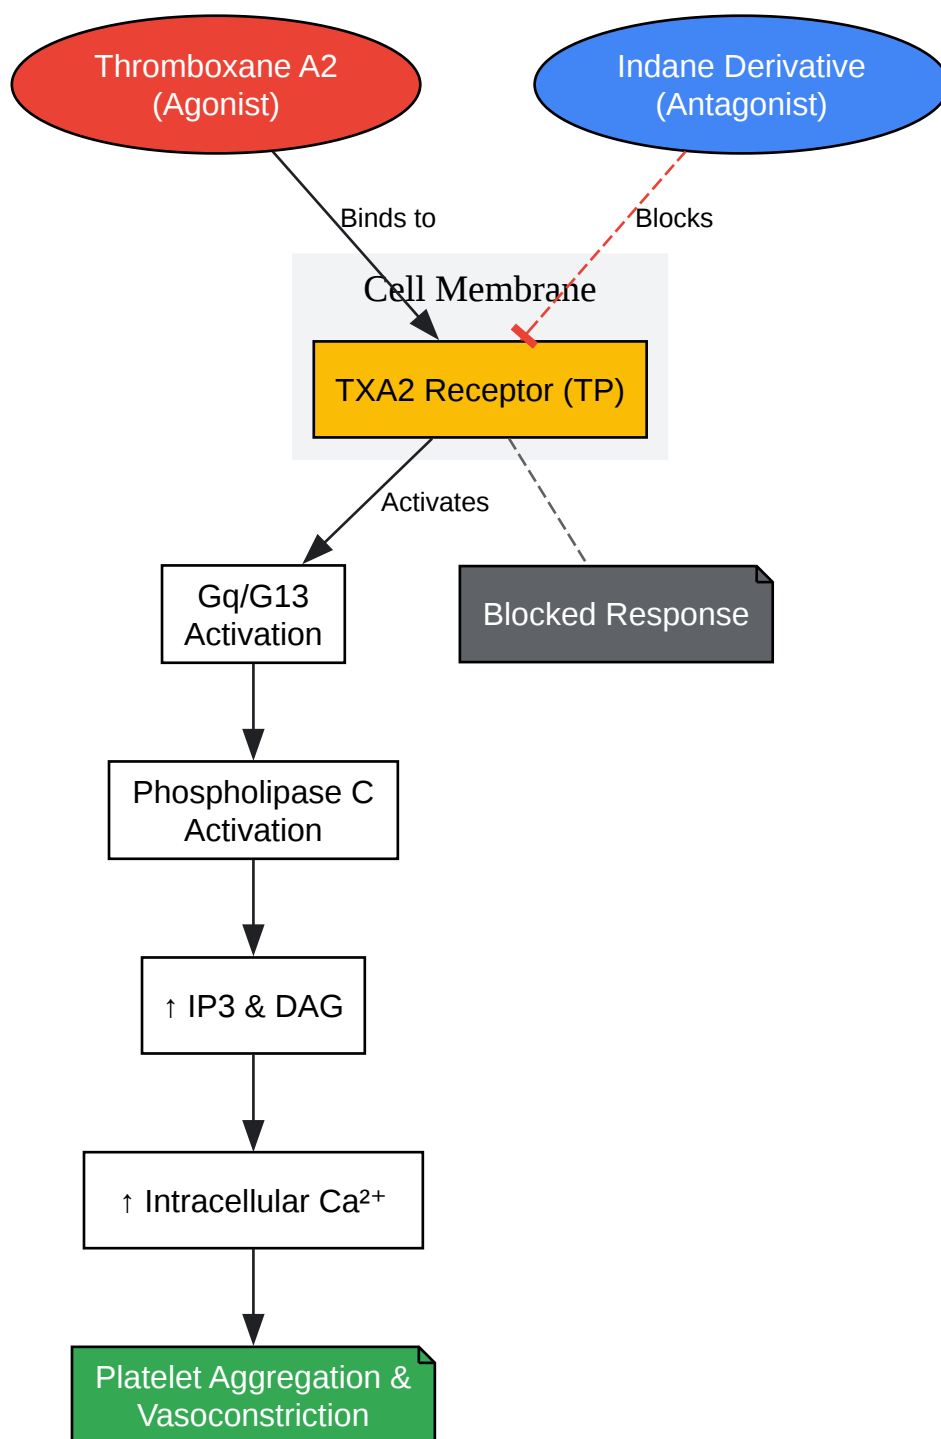 Thromboxane A2
(Agonist)
Indane Derivative
(Antagonist)
Binds to
Blocks
Cell Membrane
TXA2 Receptor (TP)
Activates
Gq/G13
Activation
Blocked Response
Phospholipase C
Activation
↑ IP3 & DAG
↑ Intracellular Ca²⁺
Platelet Aggregation &
Vasoconstriction